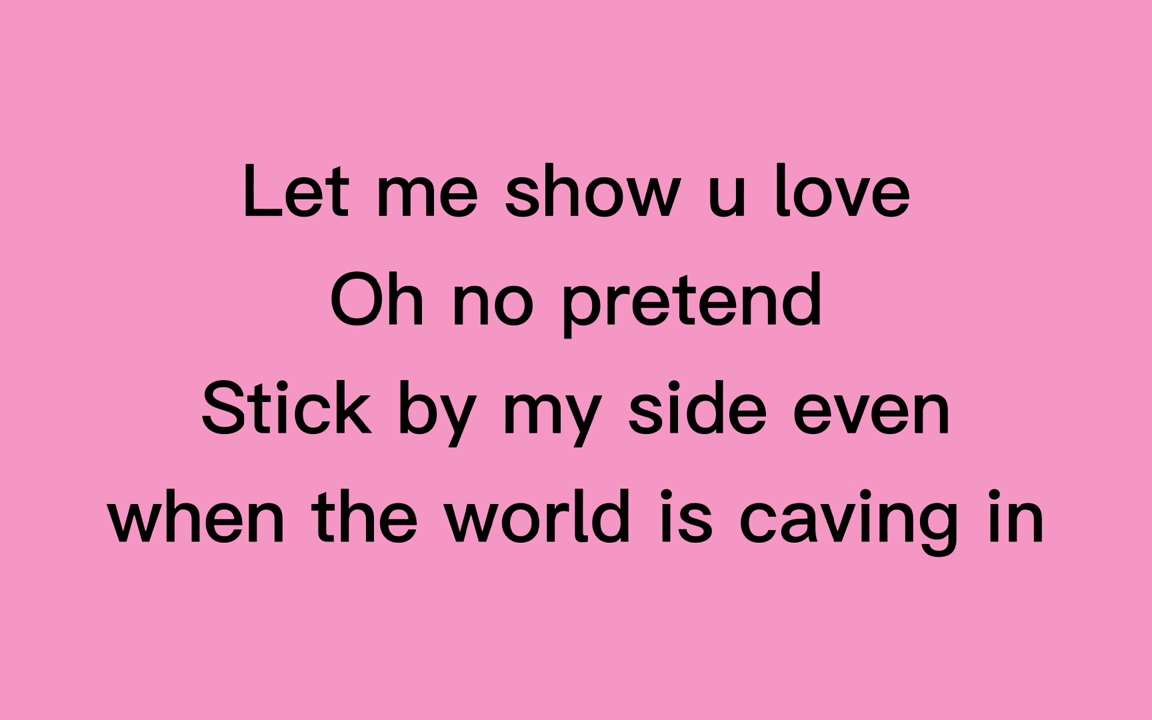 Let me show u love
Oh no pretend
Stick by my side even
when the world is caving in